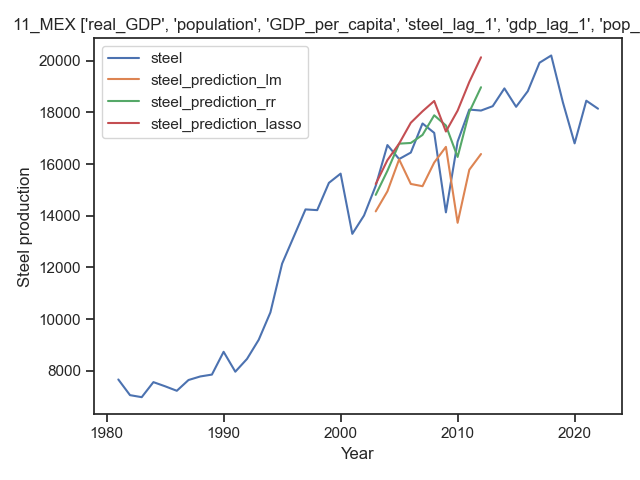 11_MEX ['real_GDP', 'population', 'GDP_per_capita', 'steel_lag_1', 'gdp_lag_1', 'pop_
steel
steel_prediction_lm
steel_prediction_rr
steel_prediction_lasso
20000
18000
16000
14000
12000
10000
8000
Steel production
1980
1990
2000
2010
2020
Year